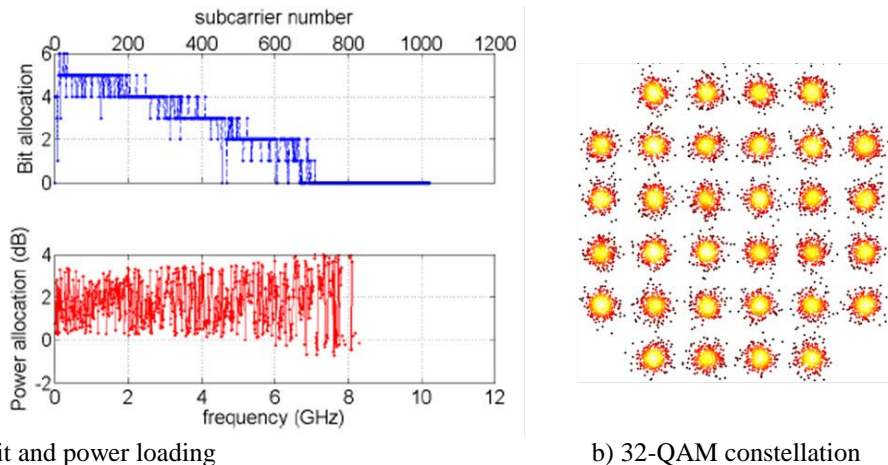 subcarrier number
0 200 400 600 800 1000 1200
Bit allocation
6
4
2
0
Power allocation (dB)
4
2
0
-2
0 2 4 6 8 10 12
frequency (GHz)
it and power loading
b) 32-QAM constellation